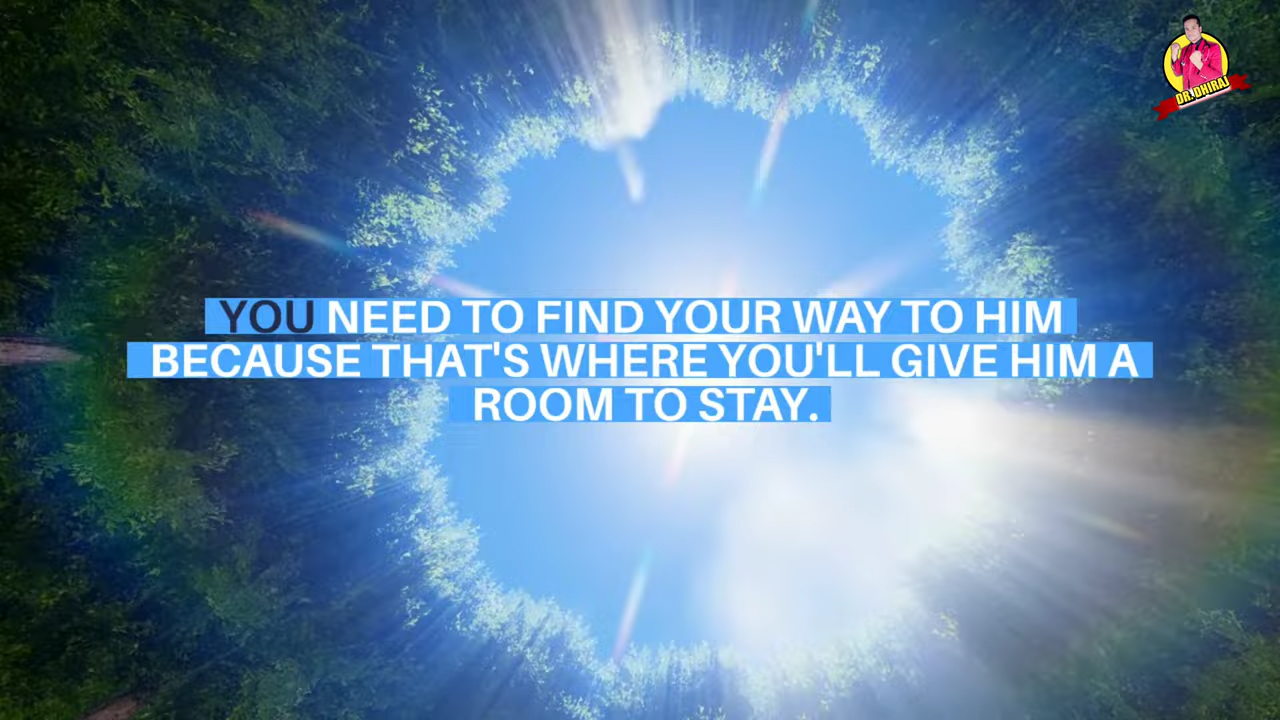 DR. DHIRAJ
YOU NEED TO FIND YOUR WAY TO HIM
BECAUSE THAT'S WHERE YOU'LL GIVE HIM A
ROOM TO STAY.